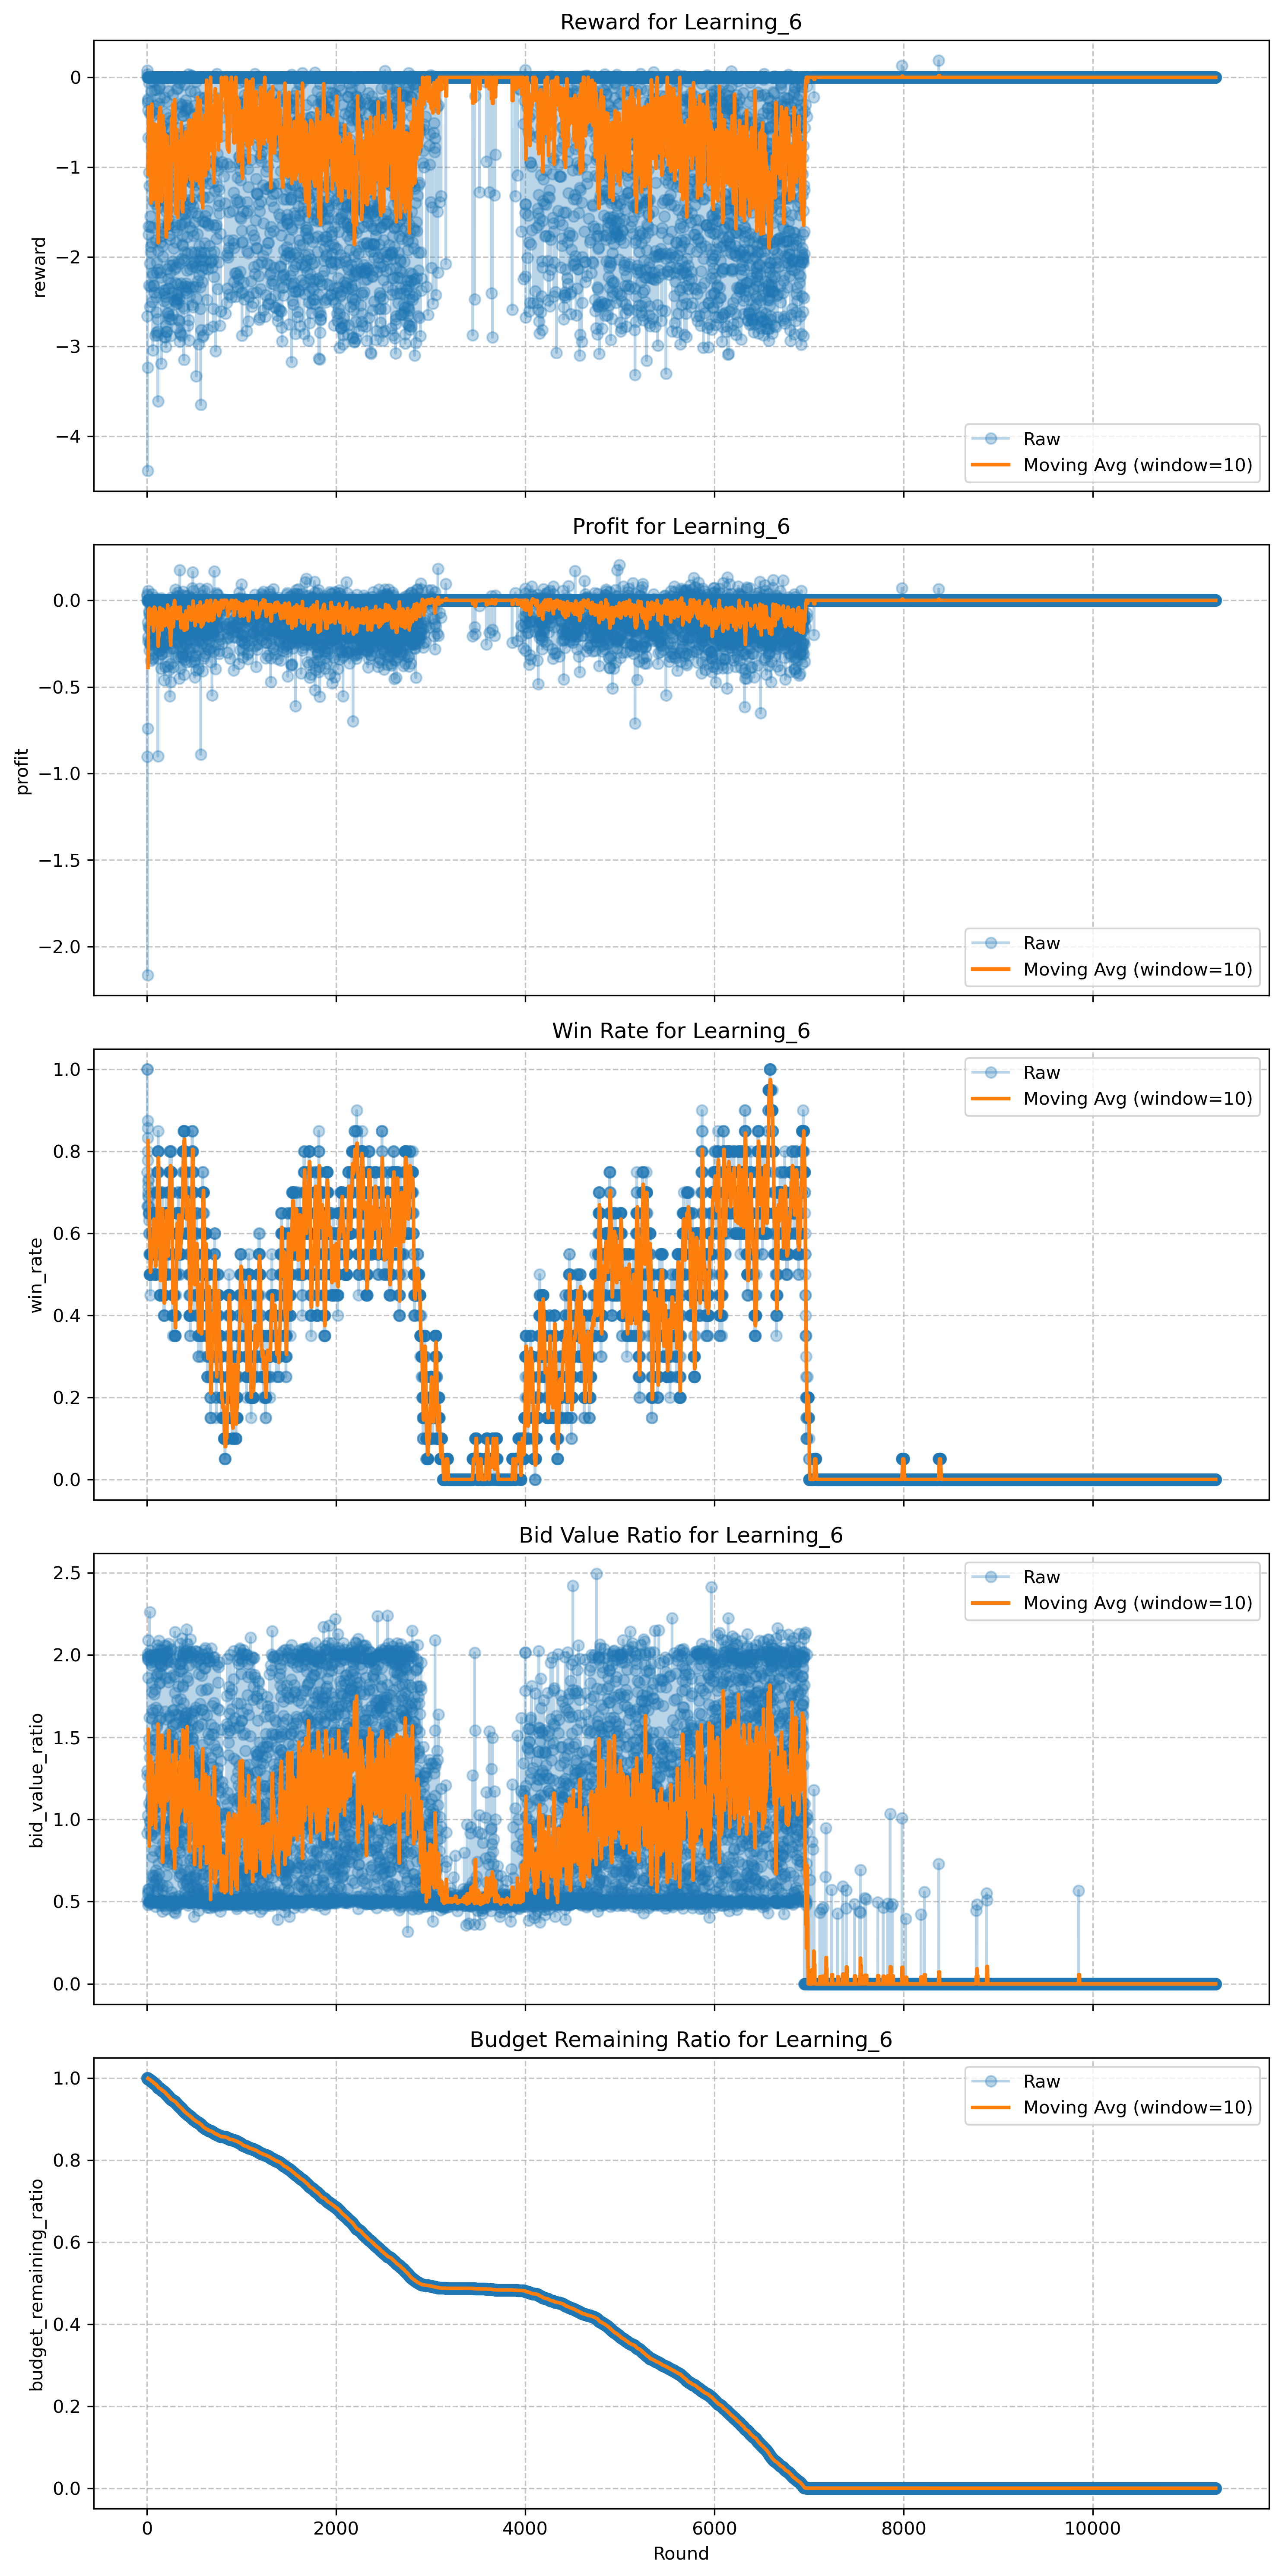 Reward for Learning_6
0
−1
−2
−3
−4
reward
Raw
Moving Avg (window=10)
Profit for Learning_6
0.0
−0.5
−1.0
−1.5
−2.0
profit
Raw
Moving Avg (window=10)
Win Rate for Learning_6
1.0
0.8
0.6
0.4
0.2
0.0
win_rate
Raw
Moving Avg (window=10)
Bid Value Ratio for Learning_6
2.5
2.0
1.5
1.0
0.5
0.0
bid_value_ratio
Raw
Moving Avg (window=10)
Budget Remaining Ratio for Learning_6
1.0
0.8
0.6
0.4
0.2
0.0
budget_remaining_ratio
Raw
Moving Avg (window=10)
0 2000 4000 6000 8000 10000
Round